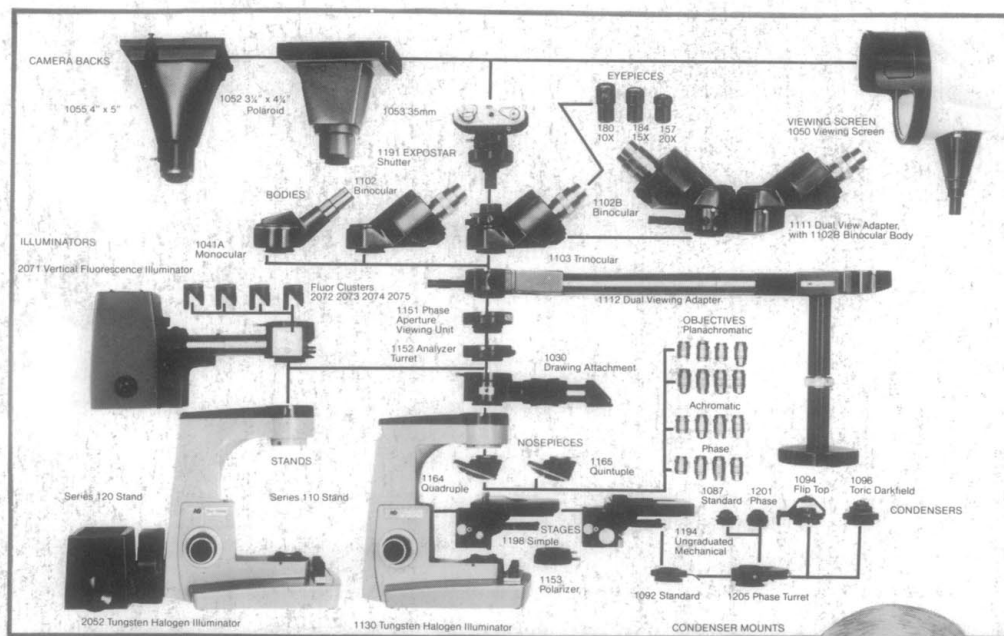 CAMERA BACKS
1055 4" x 5"
1052 3¼" x 4¼"
Polaroid
1053 35mm
1191 EXPOSTAR
Shutter
EYEPIECES
180
10X
184
15X
157
20X
VIEWING SCREEN
1050 Viewing Screen
BODIES
1102
Binocular
1102B
Binocular
1111 Dual View Adapter,
with 1102B Binocular Body
ILLUMINATORS
1041A
Monocular
1103 Trinocular
2071 Vertical Fluorescence Illuminator
Fluor Clusters
2072 2073 2074 2075
1112 Dual Viewing Adapter
1151 Phase
Aperture
Viewing Unit
OBJECTIVES
Planachromatic
1152 Analyzer
Turret
1030
Drawing Attachment
Achromatic
Phase
STANDS
NOSEPIECES
1164
Quadruple
1165
Quintuple
Series 120 Stand
Series 110 Stand
1087
Standard
1201
Phase
1094
Flip Top
1096
Toric Darkfield
CONDENSERS
STAGES
1198 Simple
1194
Ungraduated
Mechanical
1153
Polarizer
1092 Standard
1205 Phase Turret
2052 Tungsten Halogen Illuminator
1130 Tungsten Halogen Illuminator
CONDENSER MOUNTS